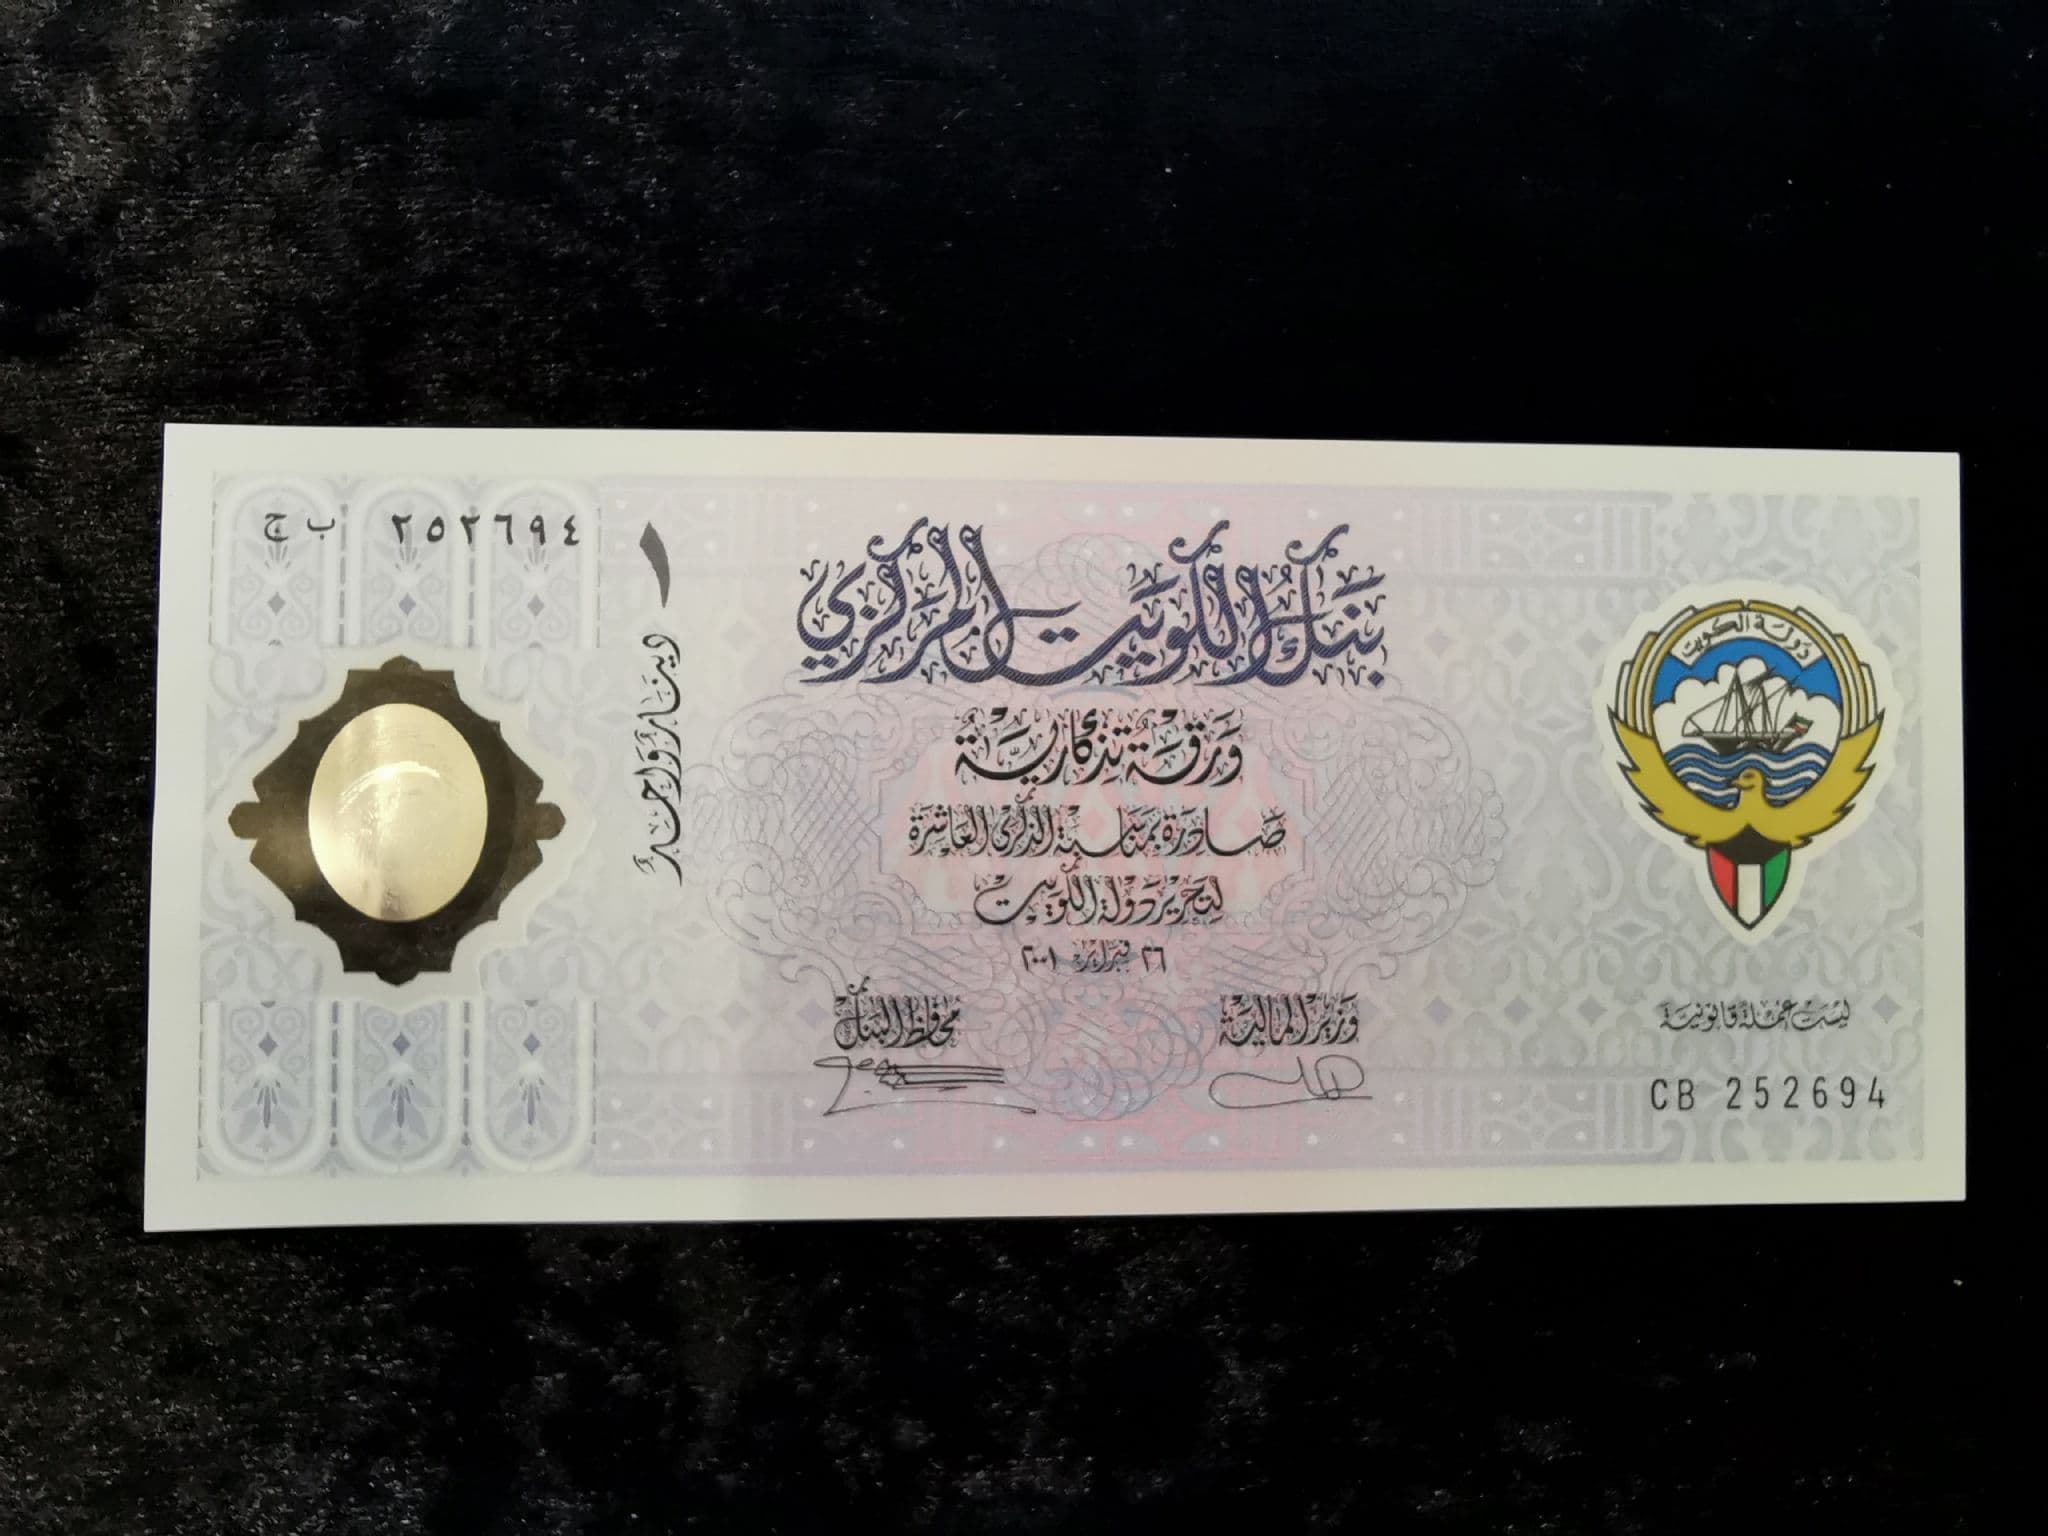 بنك الكويت المركزي
ورقة تذكارية
صادرة بمناسبة الذكرى العاشرة
لتحرير دولة الكويت
٢٦ فبراير ٢٠٠١
وزير المالية
محافظ البنك
دولة الكويت
ليست عملة قانونية
CB 252694
ج ب ٢٥٢٦٩٤
١
دينار واحد